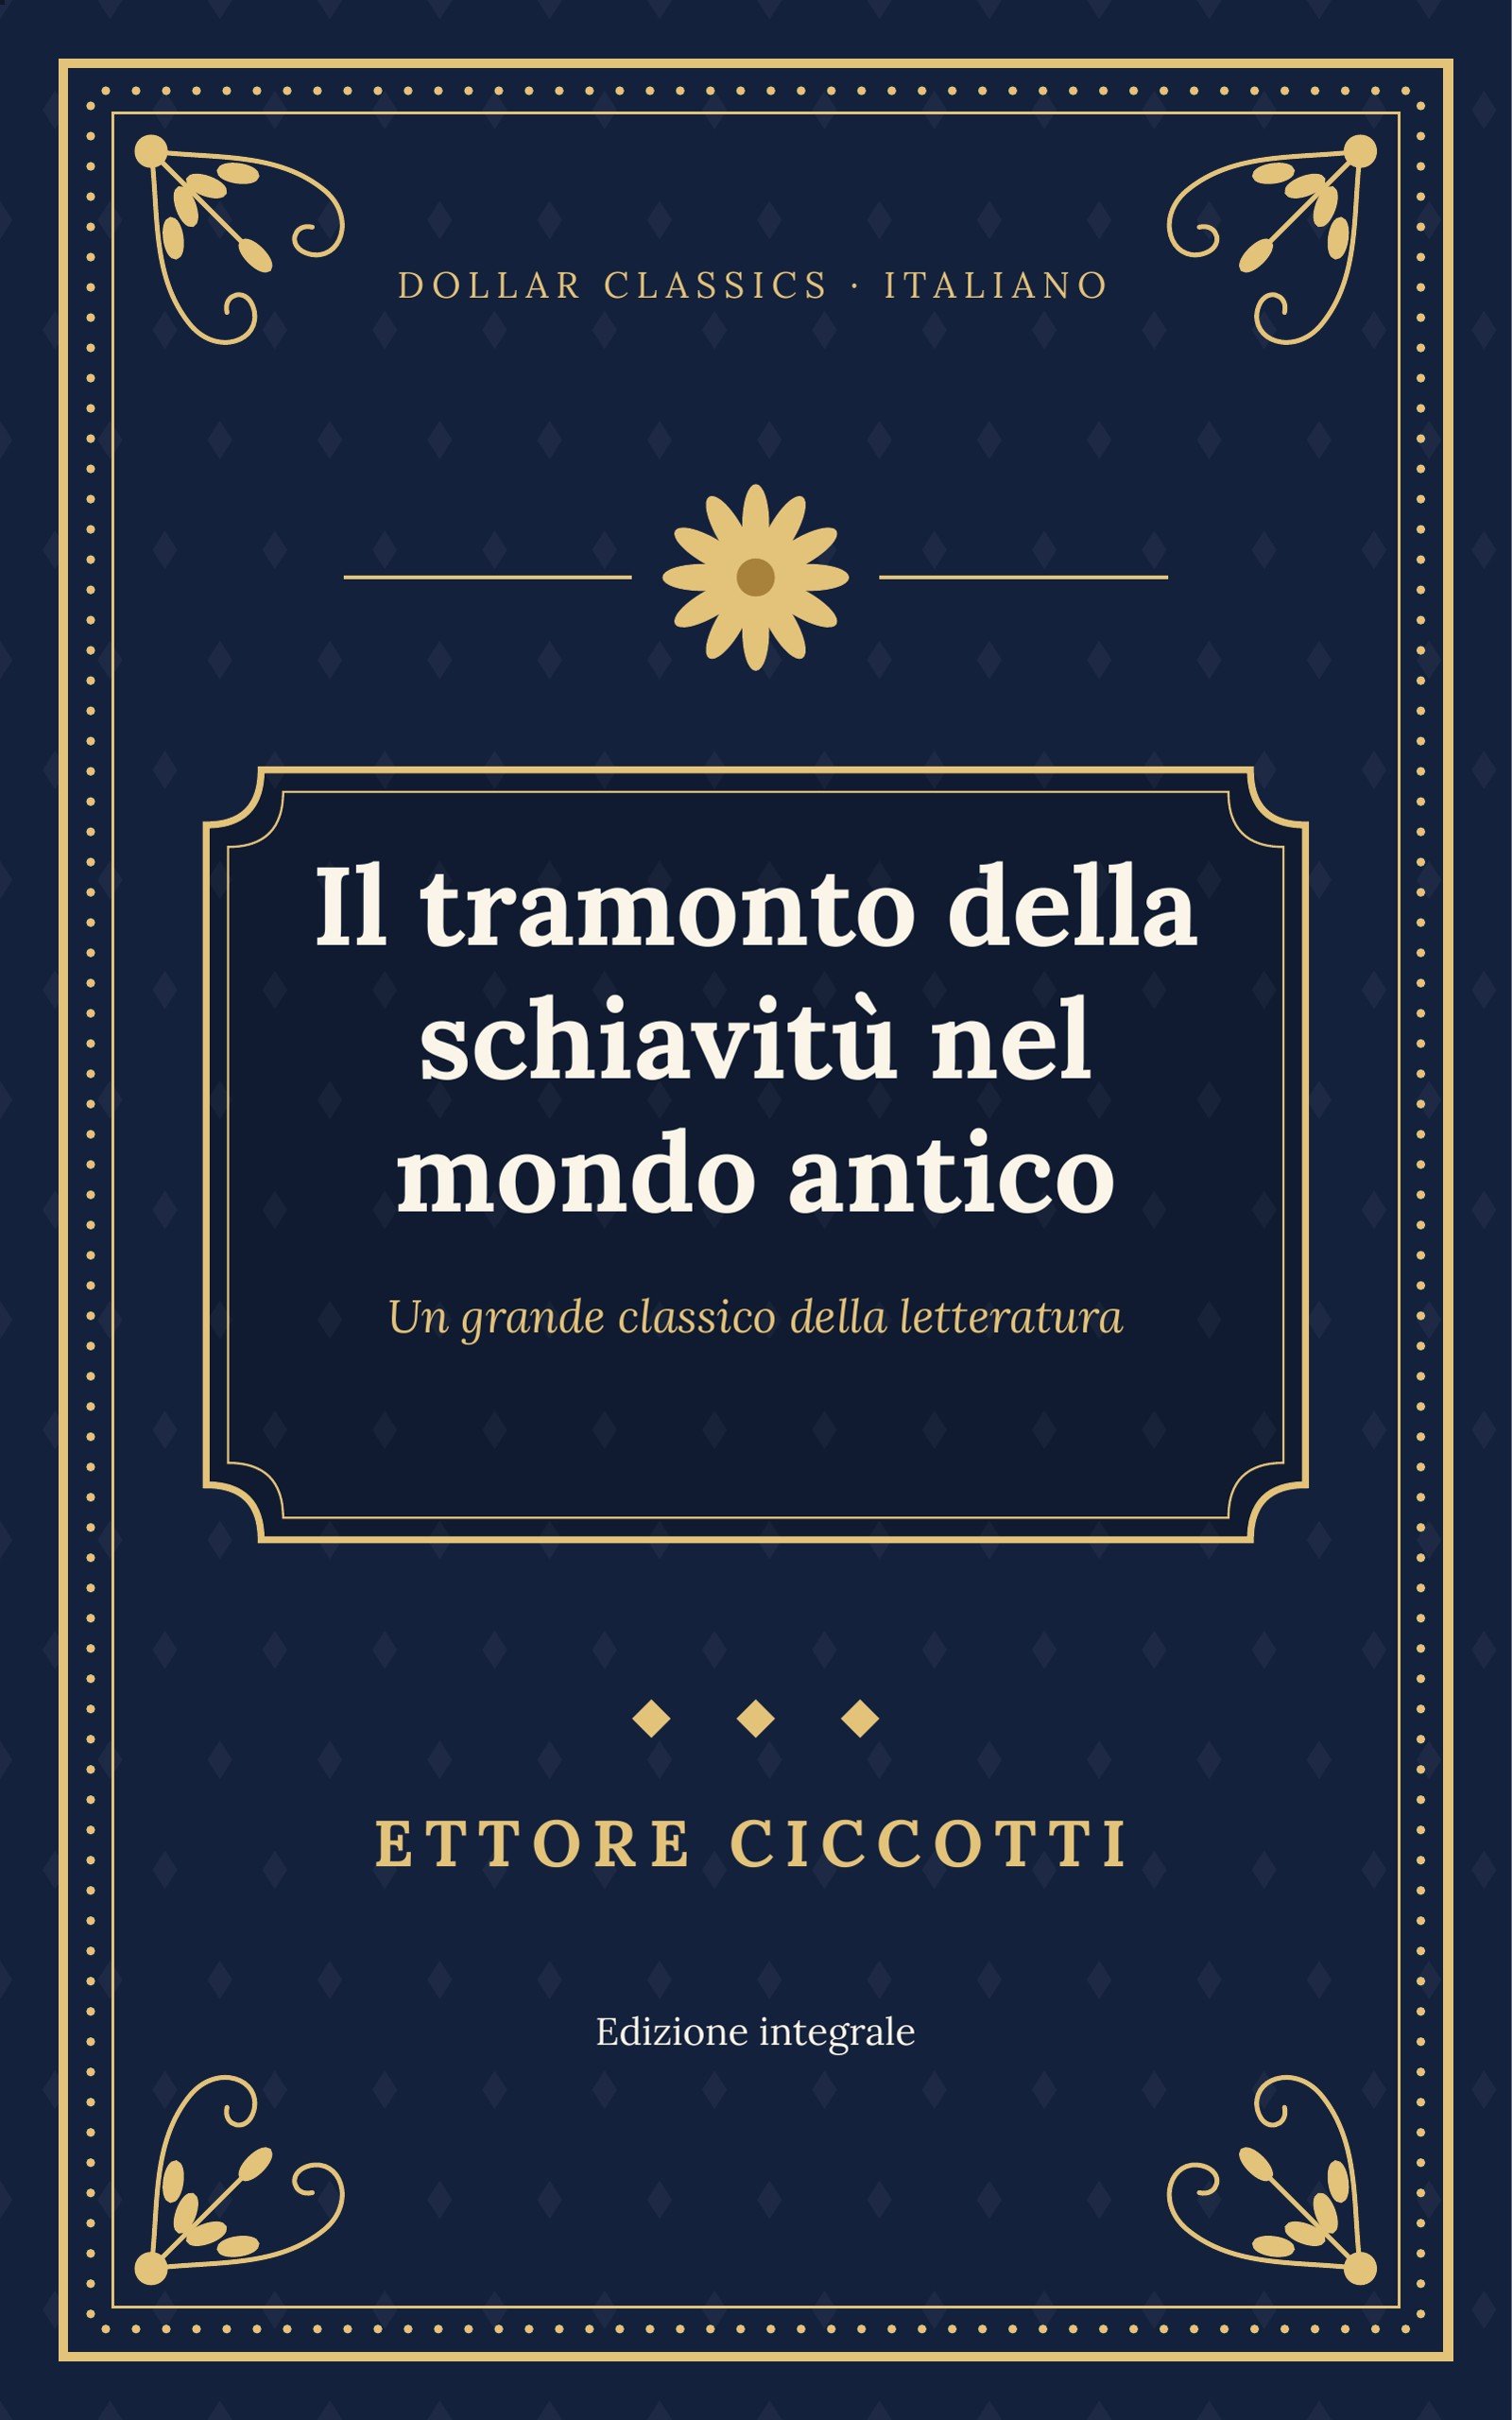 DOLLAR CLASSICS · ITALIANO
Il tramonto della
schiavitù nel
mondo antico
Un grande classico della letteratura
ETTORE CICCOTTI
Edizione integrale